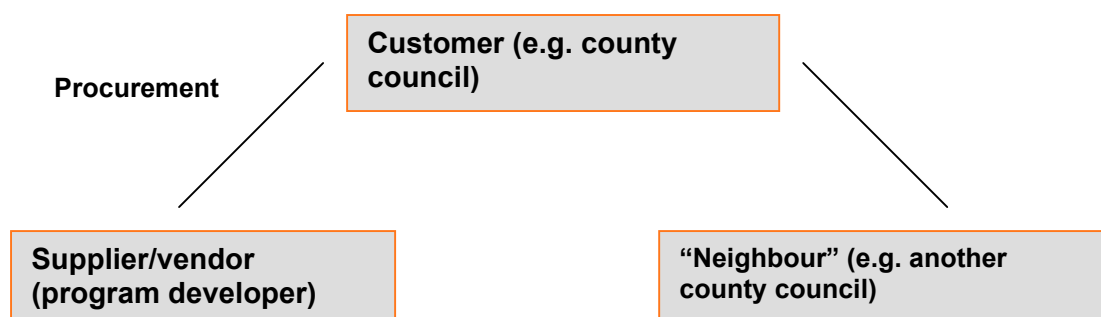 Customer (e.g. county
council)
Procurement
Supplier/vendor
(program developer)
“Neighbour” (e.g. another
county council)